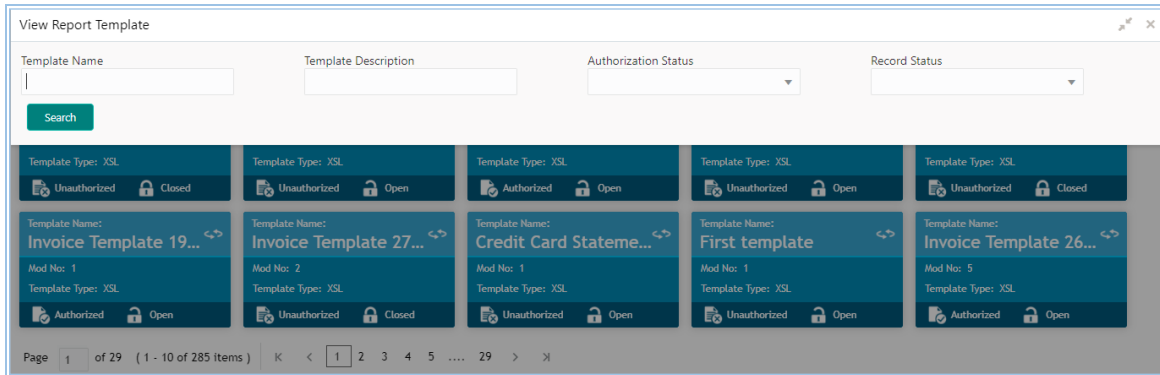 View Report Template
Template Name Template Description Authorization Status Record Status
Search
Template Type: XSL Template Type: XSL Template Type: XSL Template Type: XSL Template Type: XSL
Unauthorized Closed Unauthorized Open Authorized Open Unauthorized Open Unauthorized Closed
Template Name: Template Name: Template Name: Template Name: Template Name:
Invoice Template 19... Invoice Template 27... Credit Card Stateme... First template Invoice Template 26...
Mod No: 1 Mod No: 2 Mod No: 1 Mod No: 1 Mod No: 5
Template Type: XSL Template Type: XSL Template Type: XSL Template Type: XSL Template Type: XSL
Authorized Open Unauthorized Closed Unauthorized Open Unauthorized Open Authorized Open
Page 1 of 29 ( 1 - 10 of 285 items ) 1 2 3 4 5 .... 29